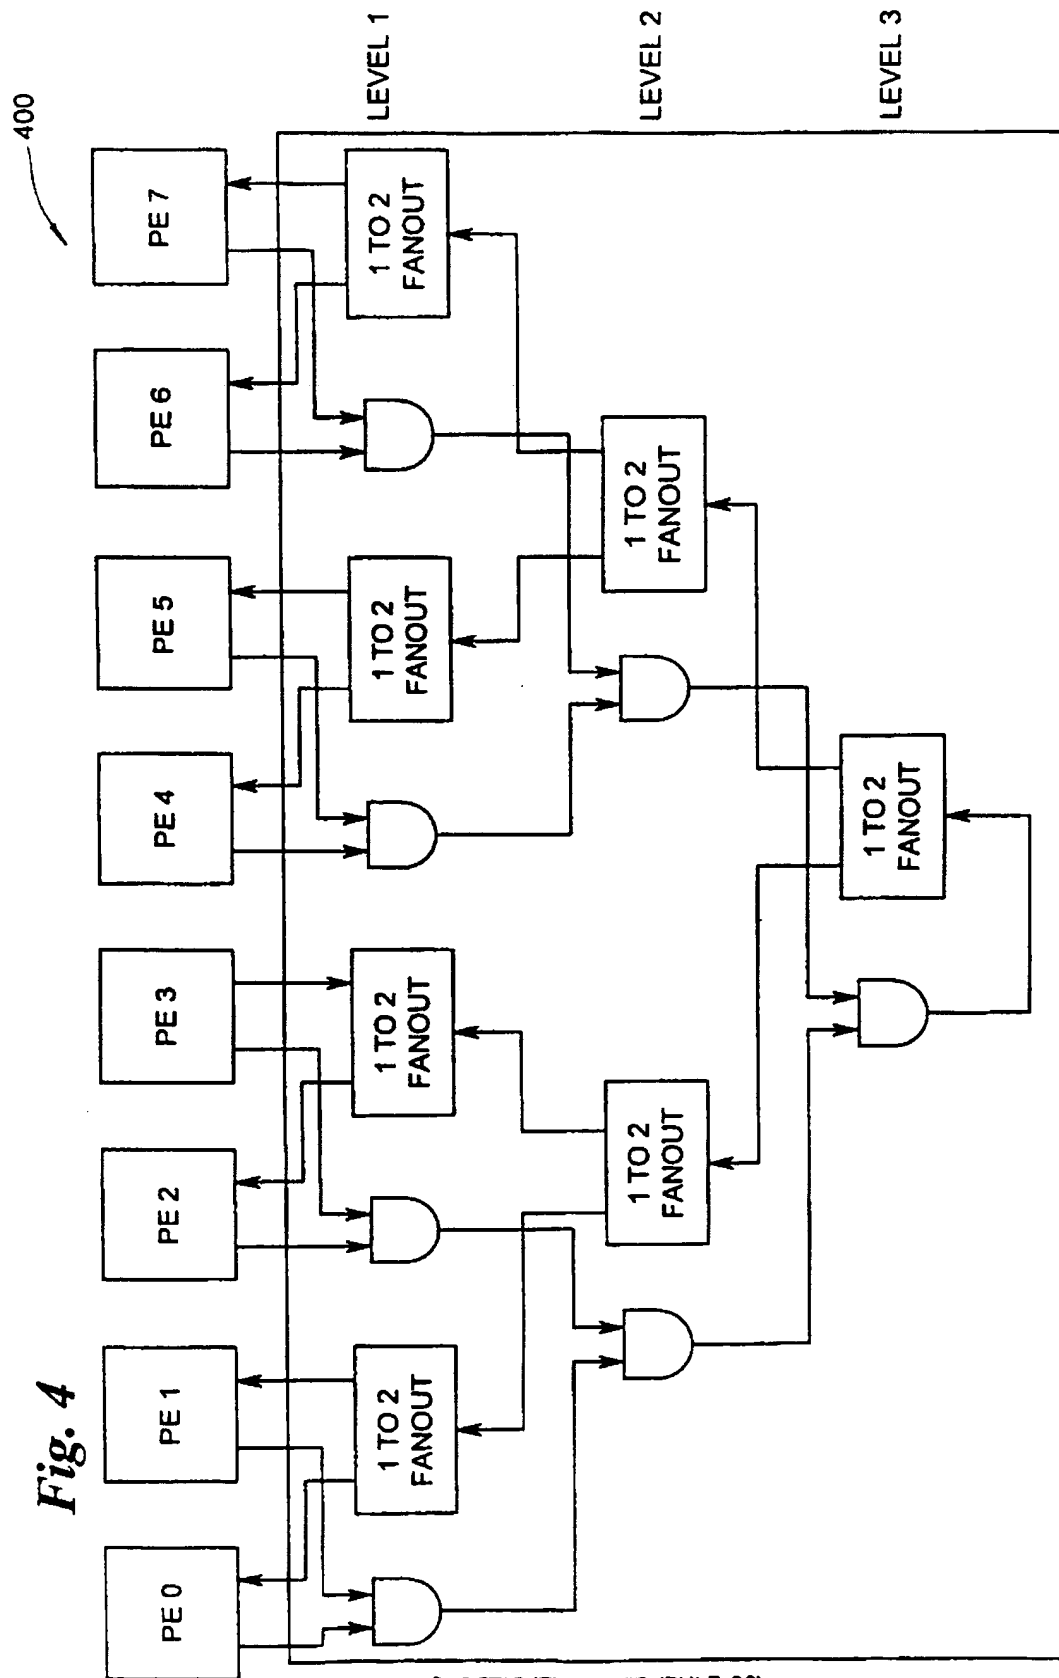 Fig. 4
400
PE 0
PE 1
PE 2
PE 3
PE 4
PE 5
PE 6
PE 7
LEVEL 1
1 TO 2
FANOUT
1 TO 2
FANOUT
1 TO 2
FANOUT
1 TO 2
FANOUT
LEVEL 2
1 TO 2
FANOUT
1 TO 2
FANOUT
LEVEL 3
1 TO 2
FANOUT